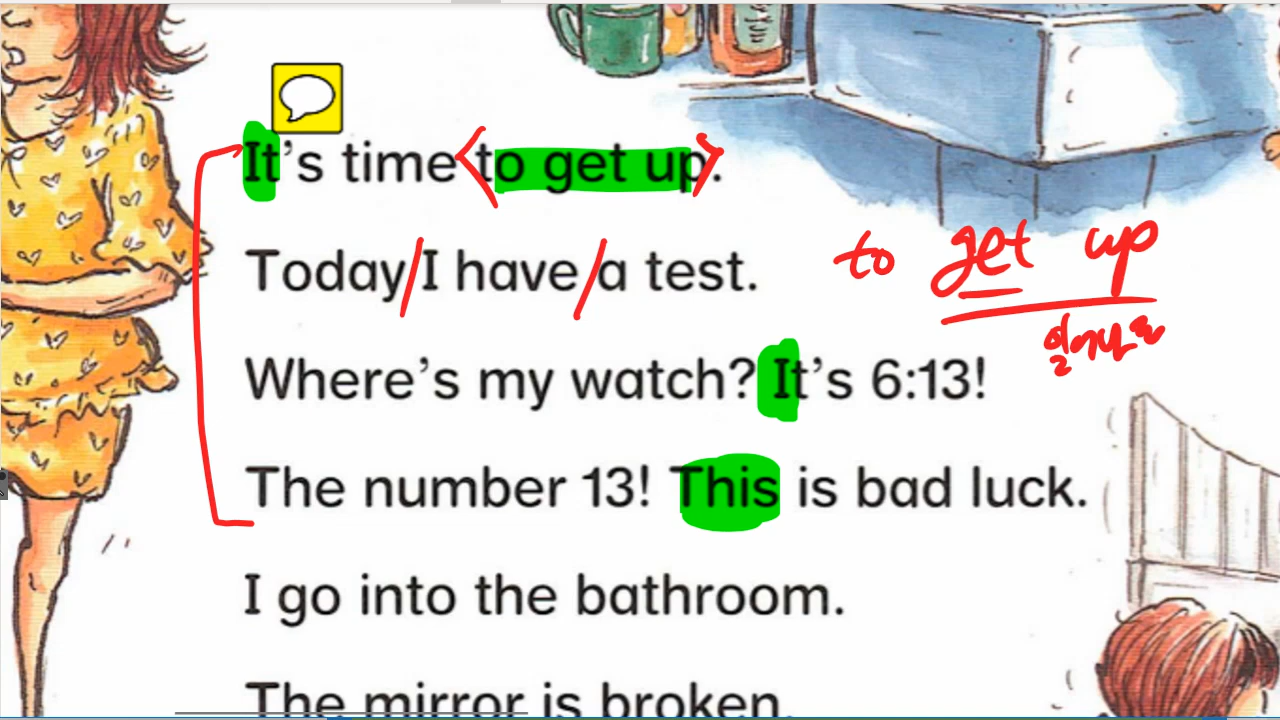 It's time to get up.
Today I have a test.
to get up
Where's my watch? It's 6:13!
The number 13! This is bad luck.
I go into the bathroom.
The mirror is broken.